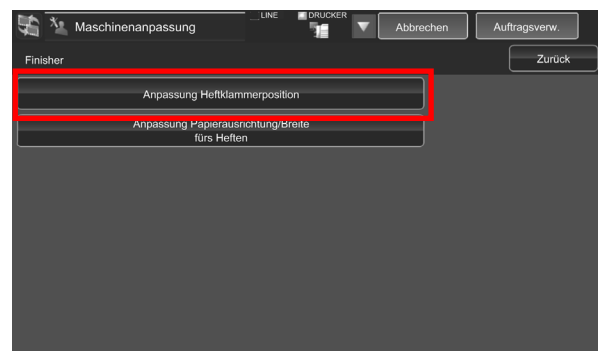 Maschinenanpassung
LINE
DRUCKER
Abbrechen
Auftragsverw.
Finisher
Zurück
Anpassung Heftklammerposition
Anpassung Papierausrichtung/Breite
fürs Heften